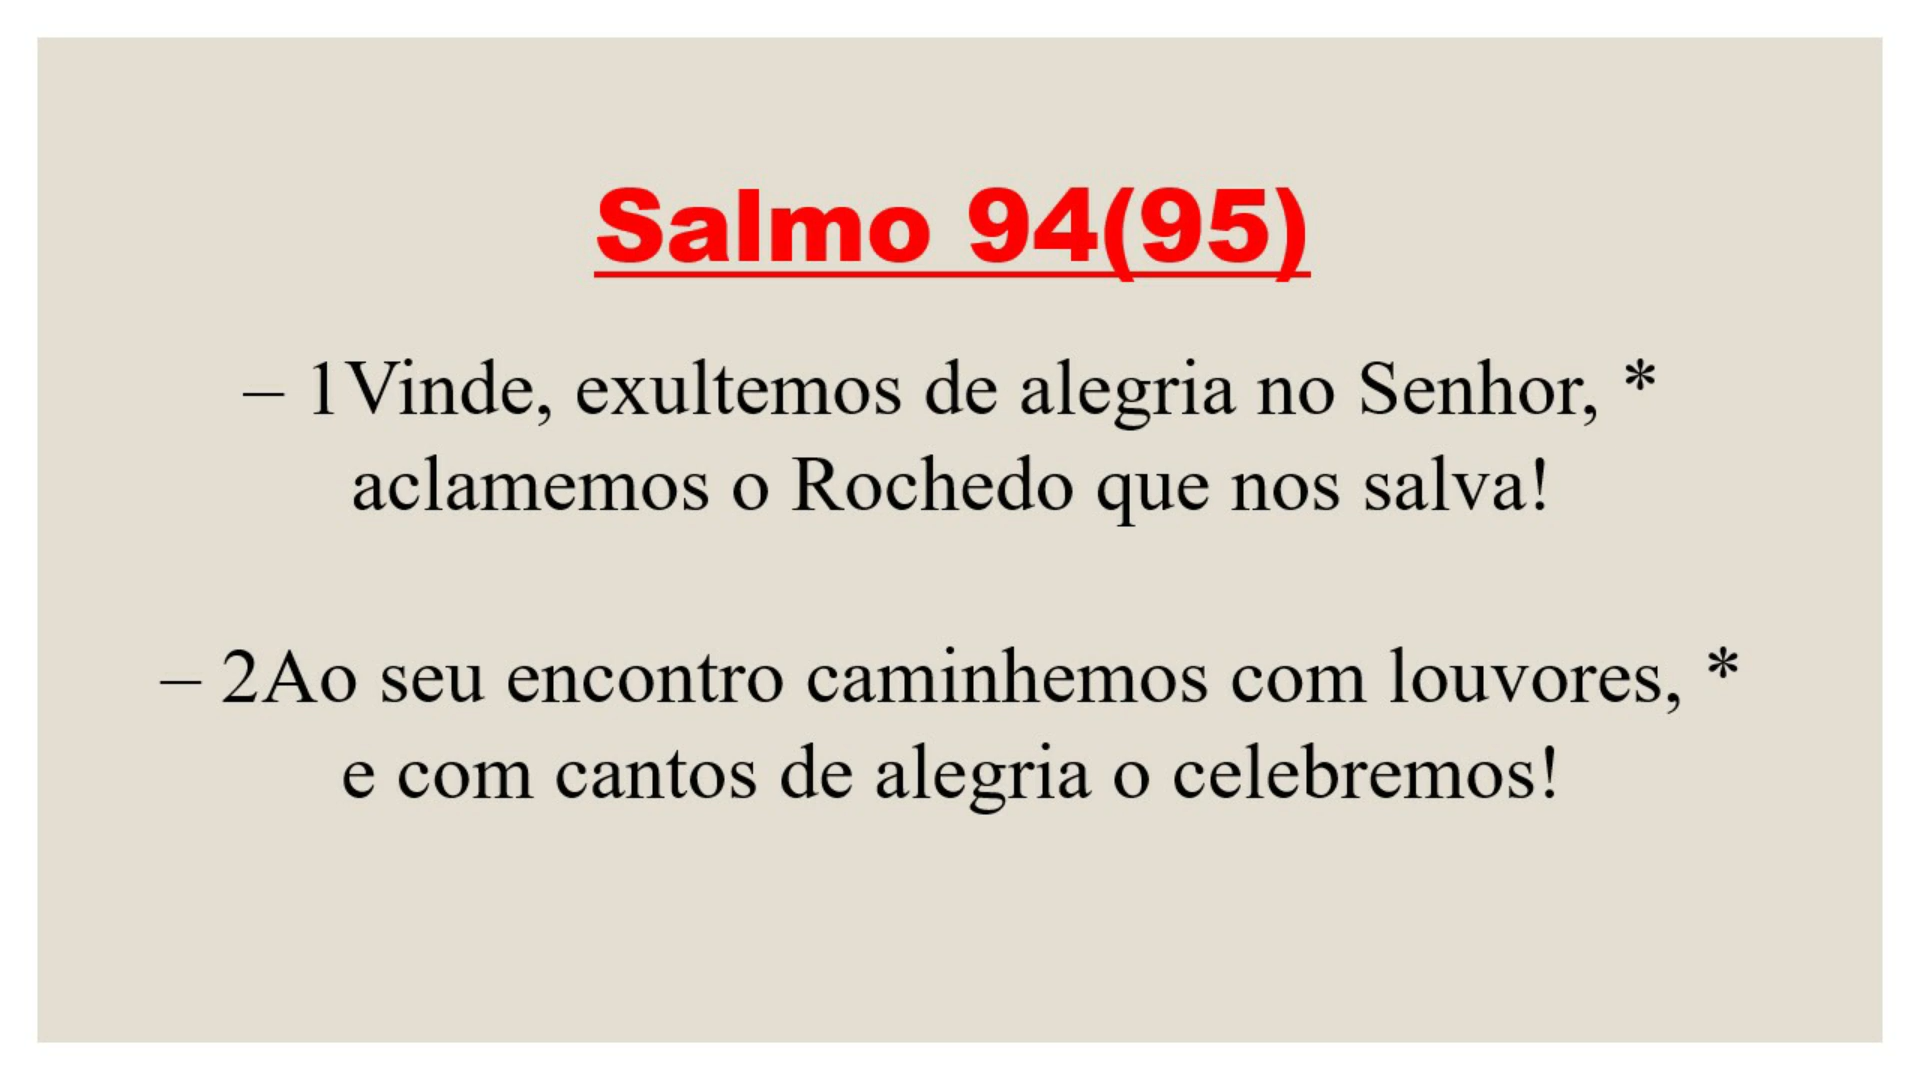 Salmo 94(95)
– 1Vinde, exultemos de alegria no Senhor, *
aclamemos o Rochedo que nos salva!
– 2Ao seu encontro caminhemos com louvores, *
e com cantos de alegria o celebremos!